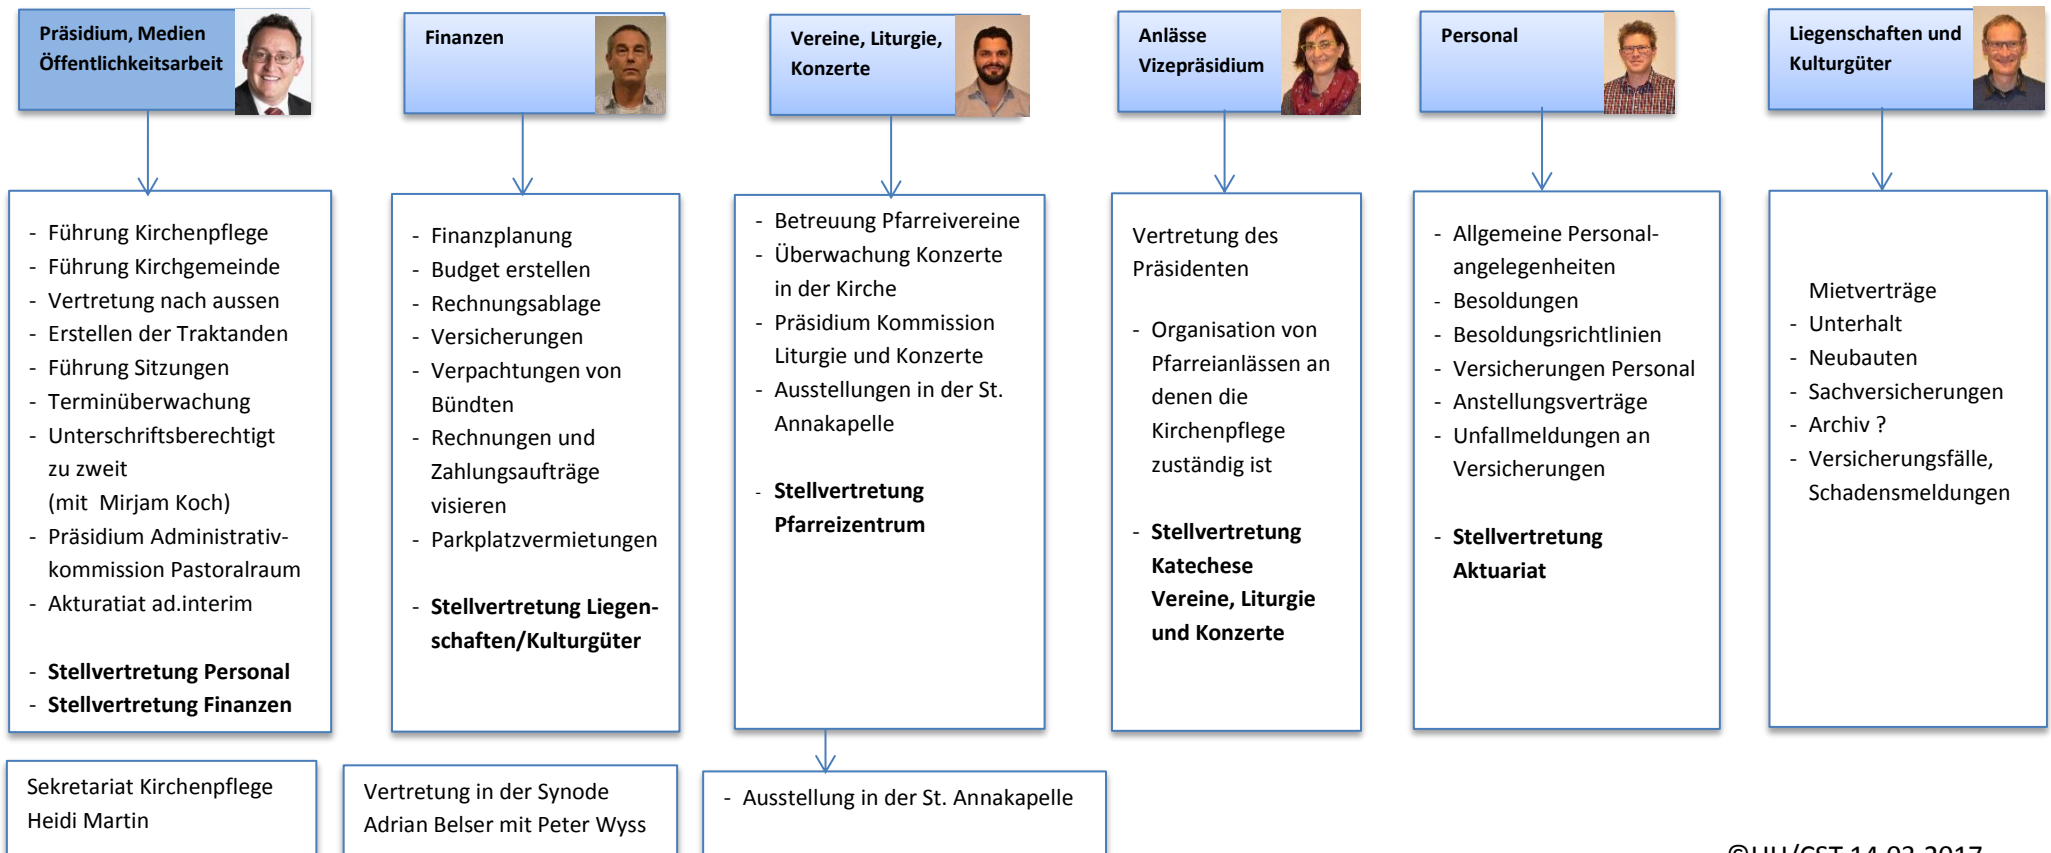 Präsidium, Medien
Öffentlichkeitsarbeit
- Führung Kirchenpflege
- Führung Kirchgemeinde
- Vertretung nach aussen
- Erstellen der Traktanden
- Führung Sitzungen
- Terminüberwachung
- Unterschriftsberechtigt
zu zweit
(mit Mirjam Koch)
- Präsidium Administrativ-
kommission Pastoralraum
- Akturatiat ad.interim
- Stellvertretung Personal
- Stellvertretung Finanzen
Sekretariat Kirchenpflege
Heidi Martin
Finanzen
- Finanzplanung
- Budget erstellen
- Rechnungsablage
- Versicherungen
- Verpachtungen von
Bündten
- Rechnungen und
Zahlungsaufträge
visieren
- Parkplatzvermietungen
- Stellvertretung Liegen-
schaften/Kulturgüter
Vertretung in der Synode
Adrian Belser mit Peter Wyss
Vereine, Liturgie,
Konzerte
- Betreuung Pfarreivereine
- Überwachung Konzerte
in der Kirche
- Präsidium Kommission
Liturgie und Konzerte
- Ausstellungen in der St.
Annakapelle
- Stellvertretung
Pfarreizentrum
- Ausstellung in der St. Annakapelle
Anlässe
Vizepräsidium
Vertretung des
Präsidenten
- Organisation von
Pfarreianlässen an
denen die
Kirchenpflege
zuständig ist
- Stellvertretung
Katechese
Vereine, Liturgie
und Konzerte
Personal
- Allgemeine Personal-
angelegenheiten
- Besoldungen
- Besoldungsrichtlinien
- Versicherungen Personal
- Anstellungsverträge
- Unfallmeldungen an
Versicherungen
- Stellvertretung
Aktuariat
Liegenschaften und
Kulturgüter
Mietverträge
- Unterhalt
- Neubauten
- Sachversicherungen
- Archiv ?
- Versicherungsfälle,
Schadensmeldungen